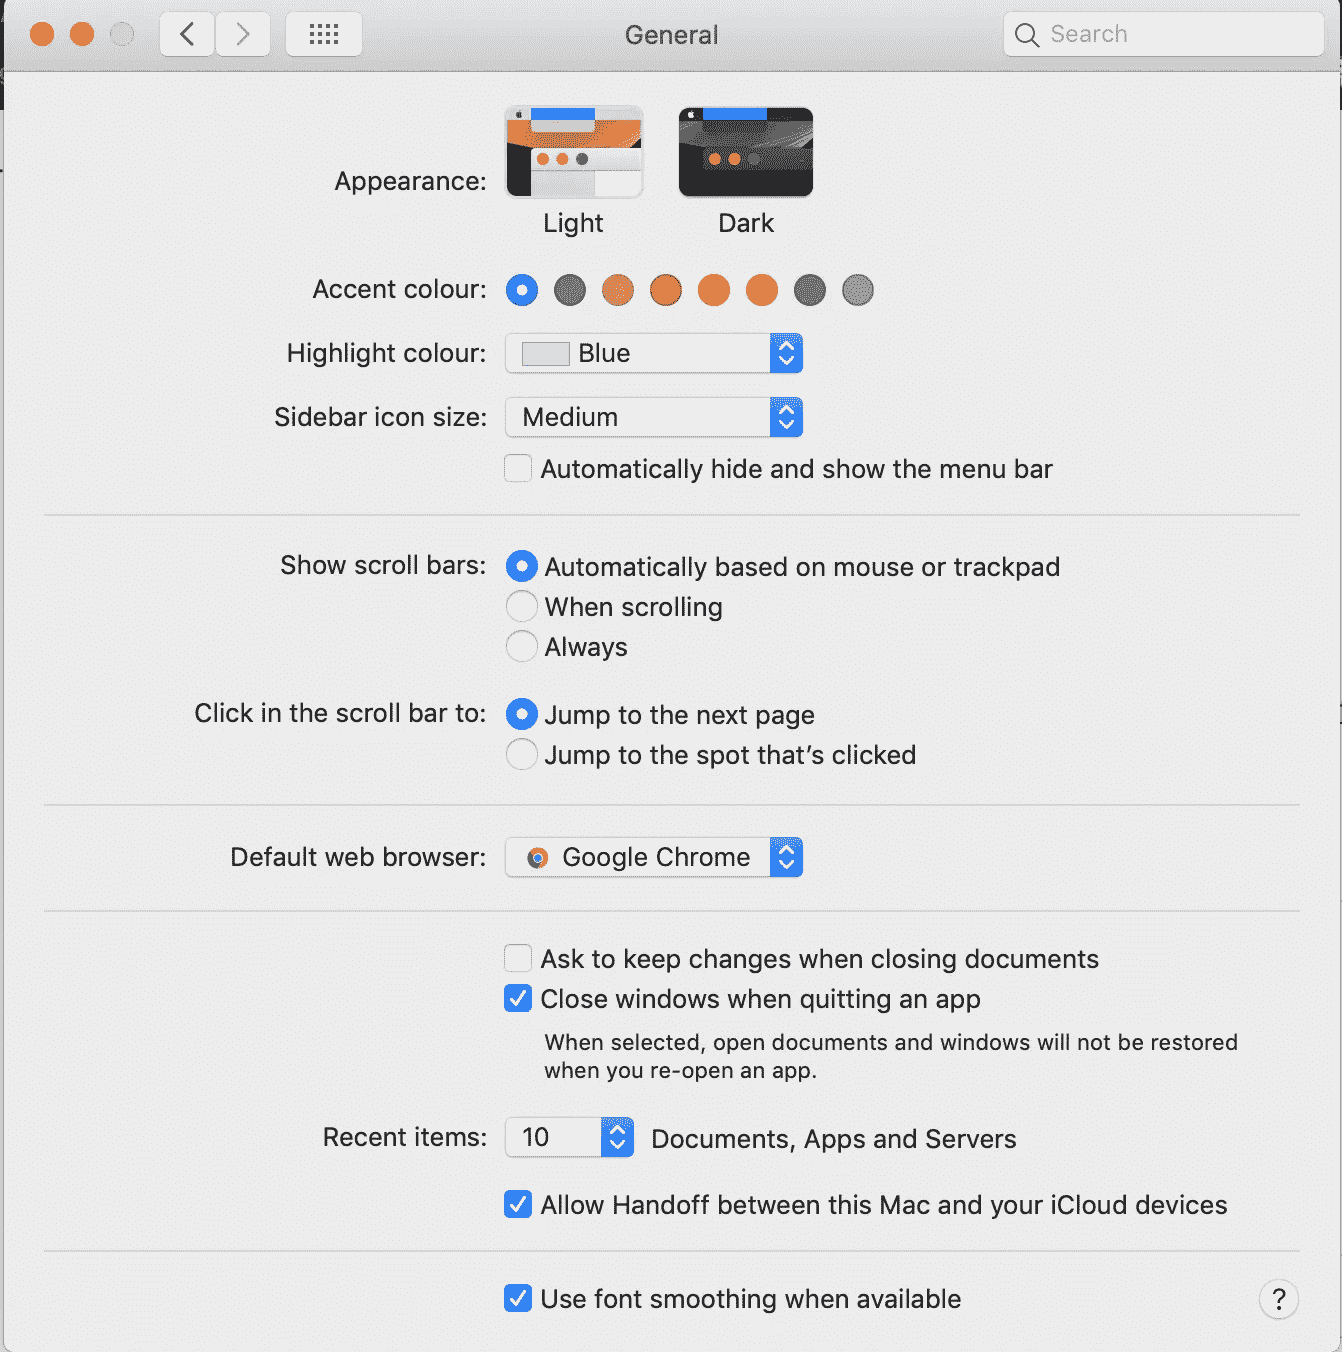 General
Search
Appearance:
Light
Dark
Accent colour:
Highlight colour: Blue
Sidebar icon size: Medium
Automatically hide and show the menu bar
Show scroll bars: Automatically based on mouse or trackpad
When scrolling
Always
Click in the scroll bar to: Jump to the next page
Jump to the spot that’s clicked
Default web browser: Google Chrome
Ask to keep changes when closing documents
Close windows when quitting an app
When selected, open documents and windows will not be restored
when you re-open an app.
Recent items: 10 Documents, Apps and Servers
Allow Handoff between this Mac and your iCloud devices
Use font smoothing when available
?